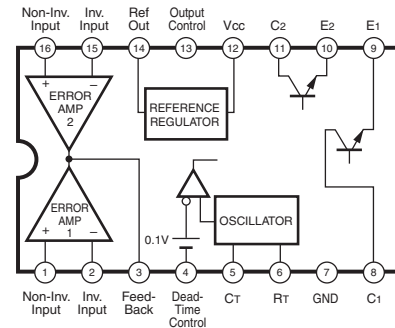 Non-Inv. Input
Inv. Input
Ref Out
Output Control
Vcc
C2
E2
E1
16
15
14
13
12
11
10
9
+
−
ERROR AMP 2
REFERENCE REGULATOR
ERROR AMP 1
+
−
0.1V
OSCILLATOR
1
2
3
4
5
6
7
8
Non-Inv. Input
Inv. Input
Feed-Back
Dead-Time Control
CT
RT
GND
C1